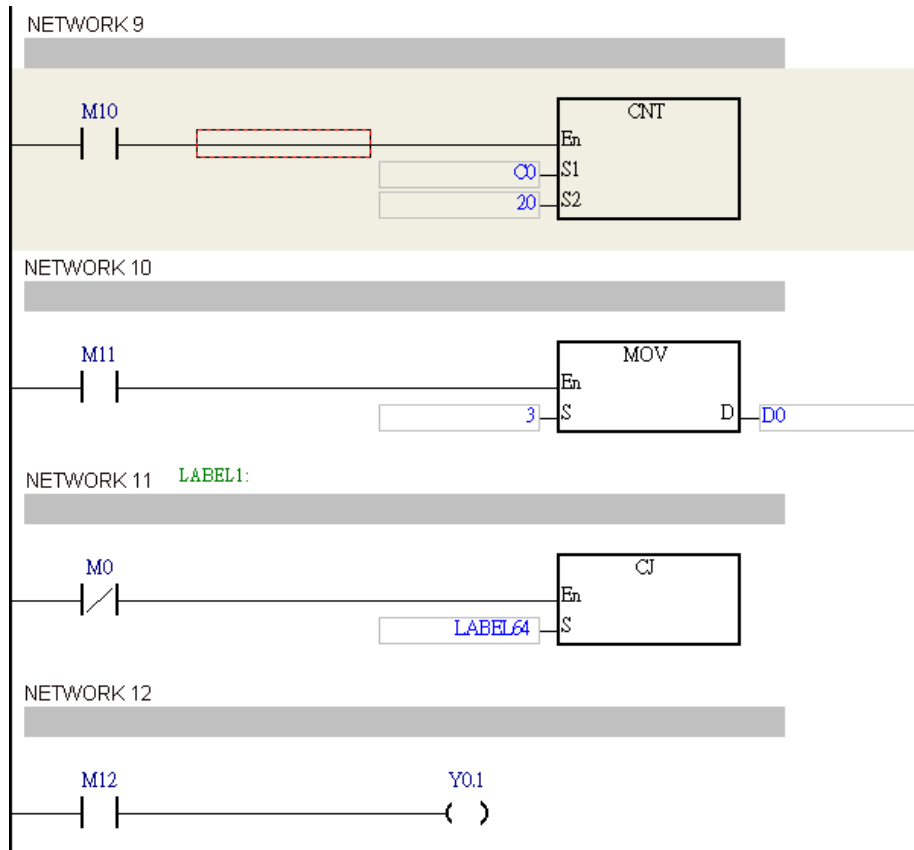 NETWORK 9
M10
CNT
En
C0 S1
20 S2
NETWORK 10
M11
MOV
En
3 S D D0
NETWORK 11 LABEL1:
M0
CJ
En
LABEL64 S
NETWORK 12
M12 Y0.1